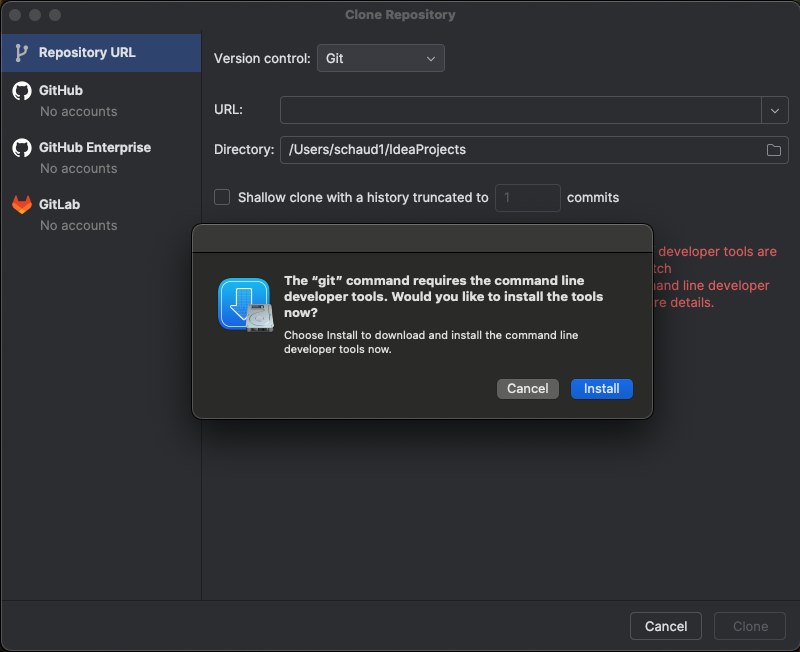 Clone Repository
Repository URL
GitHub
No accounts
GitHub Enterprise
No accounts
GitLab
No accounts
Version control: Git
URL:
Directory: /Users/schaud1/IdeaProjects
Shallow clone with a history truncated to 1 commits
developer tools are
line developer
details.
The “git” command requires the command line
developer tools. Would you like to install the tools
now?
Choose Install to download and install the command line
developer tools now.
Cancel Install
Cancel Clone